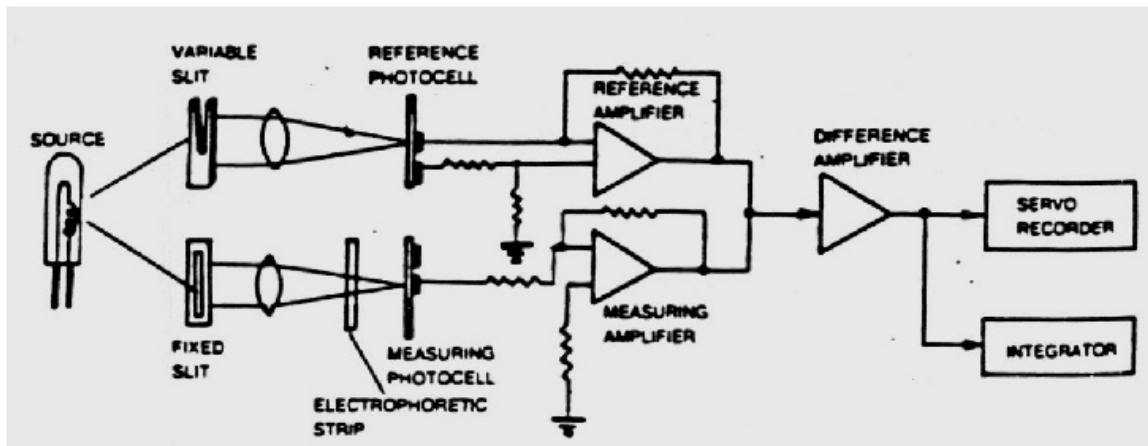 VARIABLE
SLIT
REFERENCE
PHOTOCELL
REFERENCE
AMPLIFIER
SOURCE
DIFFERENCE
AMPLIFIER
SERVO
RECORDER
FIXED
SLIT
MEASURING
PHOTOCELL
ELECTROPHORETIC
STRIP
MEASURING
AMPLIFIER
INTEGRATOR